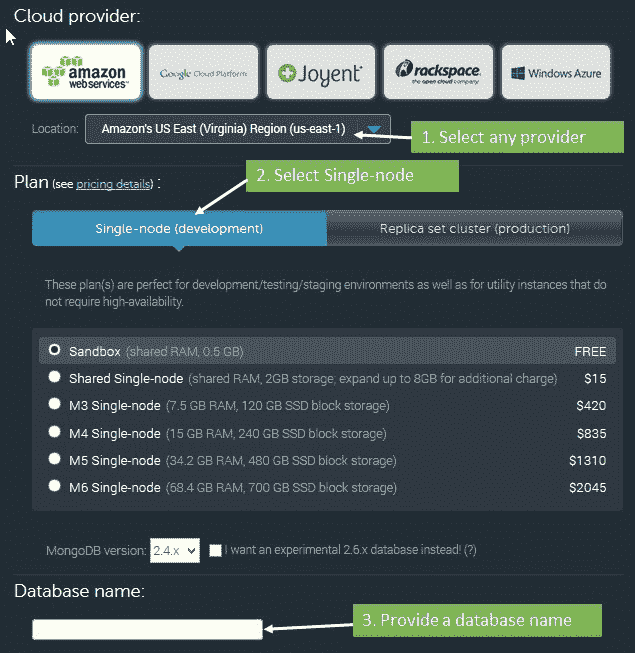 Cloud provider:
amazon
web services™
Google Cloud Platform
Joyent®
rackspace®
the open cloud company
Windows Azure
Location: Amazon's US East (Virginia) Region (us-east-1)
1. Select any provider
2. Select Single-node
Plan (see pricing details) :
Single-node (development) Replica set cluster (production)
These plan(s) are perfect for development/testing/staging environments as well as for utility instances that do
not require high-availability.
Sandbox (shared RAM, 0.5 GB) FREE
Shared Single-node (shared RAM, 2GB storage; expand up to 8GB for additional charge) $15
M3 Single-node (7.5 GB RAM, 120 GB SSD block storage) $420
M4 Single-node (15 GB RAM, 240 GB SSD block storage) $835
M5 Single-node (34.2 GB RAM, 480 GB SSD block storage) $1310
M6 Single-node (68.4 GB RAM, 700 GB SSD block storage) $2045
MongoDB version: 2.4.x I want an experimental 2.6.x database instead! (?)
Database name:
3. Provide a database name